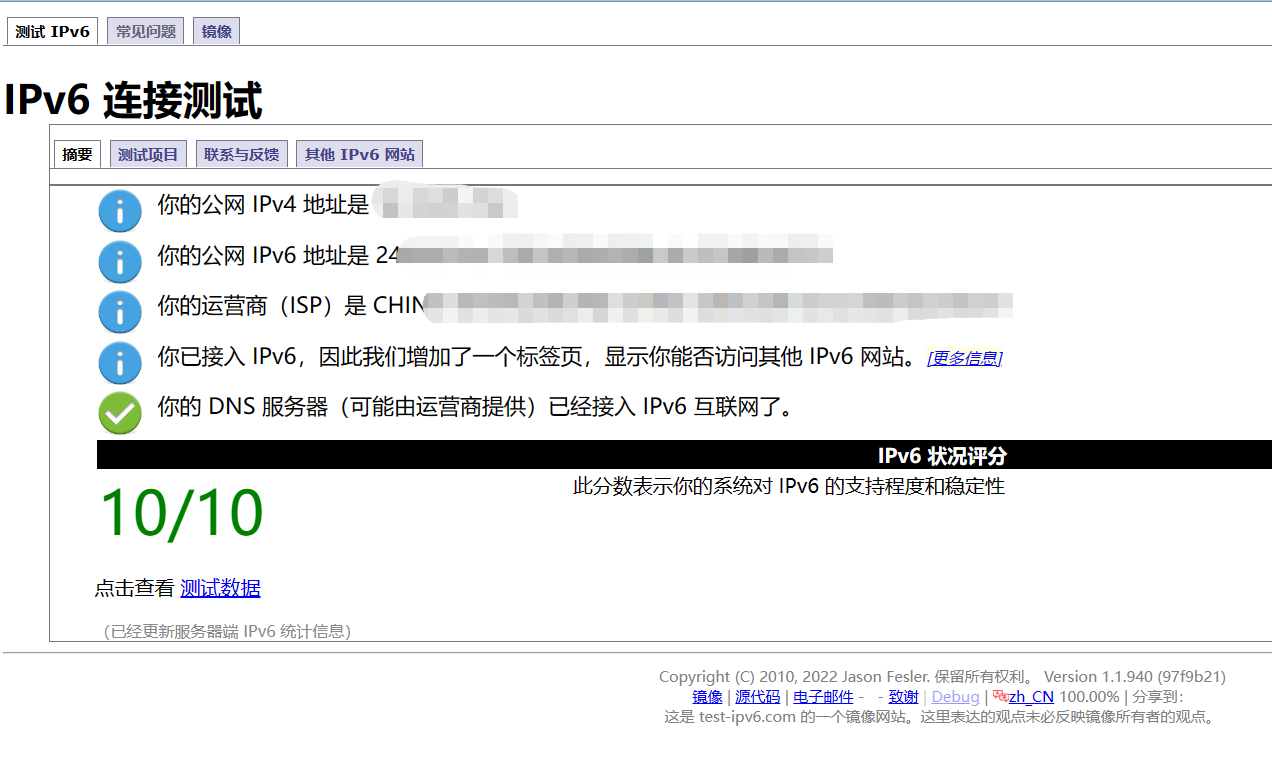 测试 IPv6 常见问题 镜像
IPv6 连接测试
摘要 测试项目 联系与反馈 其他 IPv6 网站
你的公网 IPv4 地址是
你的公网 IPv6 地址是 24
你的运营商（ISP）是 CHIN
你已接入 IPv6，因此我们增加了一个标签页，显示你能否访问其他 IPv6 网站。 [更多信息]
你的 DNS 服务器（可能由运营商提供）已经接入 IPv6 互联网了。
IPv6 状况评分
10/10 此分数表示你的系统对 IPv6 的支持程度和稳定性
点击查看 测试数据
（已经更新服务器端 IPv6 统计信息）
Copyright (C) 2010, 2022 Jason Fesler. 保留所有权利。 Version 1.1.940 (97f9b21)
镜像 | 源代码 | 电子邮件 - - 致谢 | Debug | zh_CN 100.00% | 分享到：
这是 test-ipv6.com 的一个镜像网站。这里表达的观点未必反映镜像所有者的观点。